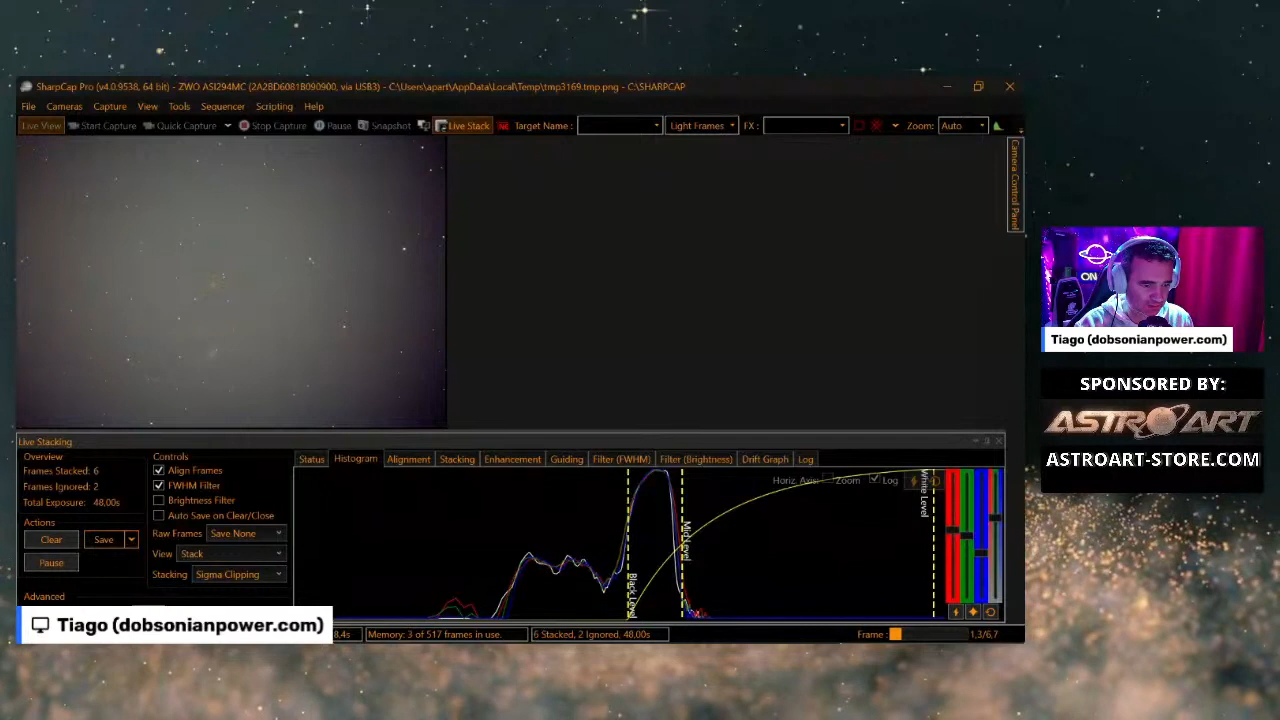 SharpCap Pro (v4.0.9538, 64 bit) - ZWO ASI294MC (2A2BD6081B090900, via USB3) - C:\Users\apart\AppData\Local\Temp\tmp3169.tmp.png - C:\SHARPCAP
File Cameras Capture View Tools Sequencer Scripting Help
Live View Start Capture Quick Capture Stop Capture Pause Snapshot Live Stack Target Name : Light Frames FX : Zoom: Auto
Camera Control Panel
ON
Tiago (dobsonianpower.com)
SPONSORED BY:
ASTROART
ASTROART-STORE.COM
Live Stacking
Overview
Frames Stacked: 6
Frames Ignored: 2
Total Exposure: 48,00s
Actions
Clear Save
Pause
Advanced
Controls
Align Frames
FWHM Filter
Brightness Filter
Auto Save on Clear/Close
Raw Frames Save None
View Stack
Stacking Sigma Clipping
Status Histogram Alignment Stacking Enhancement Guiding Filter (FWHM) Filter (Brightness) Drift Graph Log
Horiz. Axis: Zoom Log
Black Level
Mid Level
White Level
Tiago (dobsonianpower.com)
8,4s Memory: 3 of 517 frames in use. 6 Stacked, 2 Ignored, 48,00s Frame : 1,3/6,7